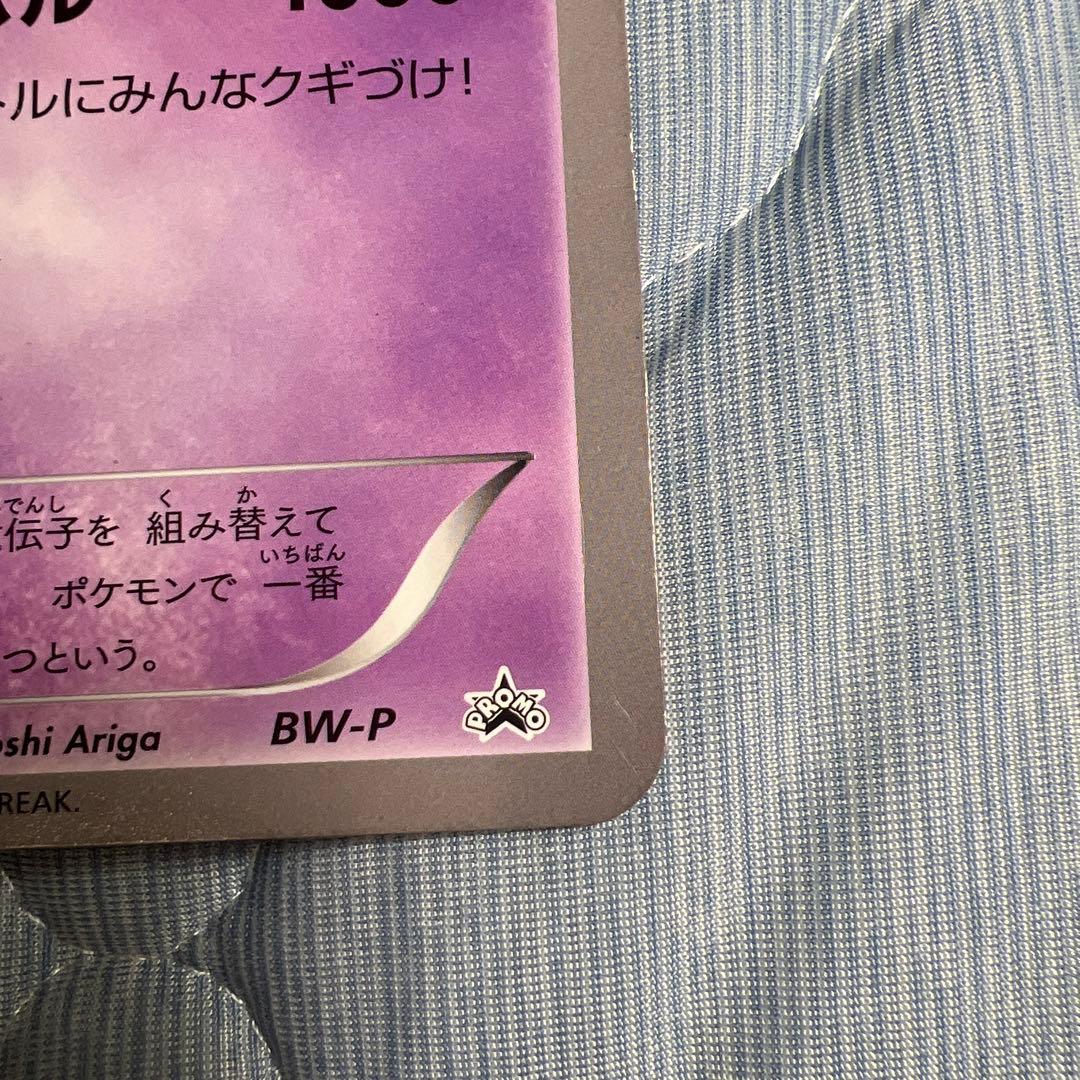 ルにみんなクギづけ!
でんし く か
伝子を 組み替えて
いちばん
ポケモンで 一番
つという。
shi Ariga
BW-P
PROMO
REAK.